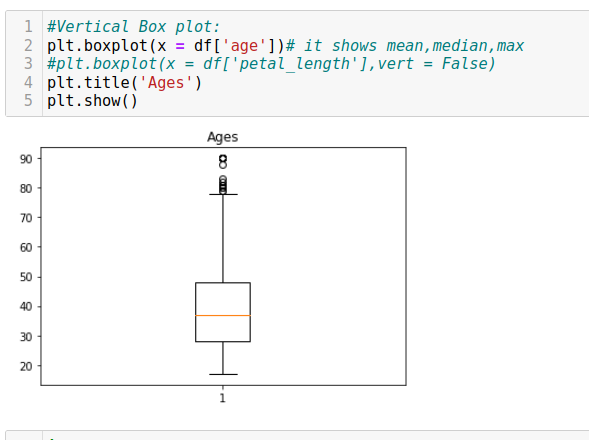 1 #Vertical Box plot:
2 plt.boxplot(x = df['age'])# it shows mean,median,max
3 #plt.boxplot(x = df['petal_length'],vert = False)
4 plt.title('Ages')
5 plt.show()
Ages
90
80
70
60
50
40
30
20
1